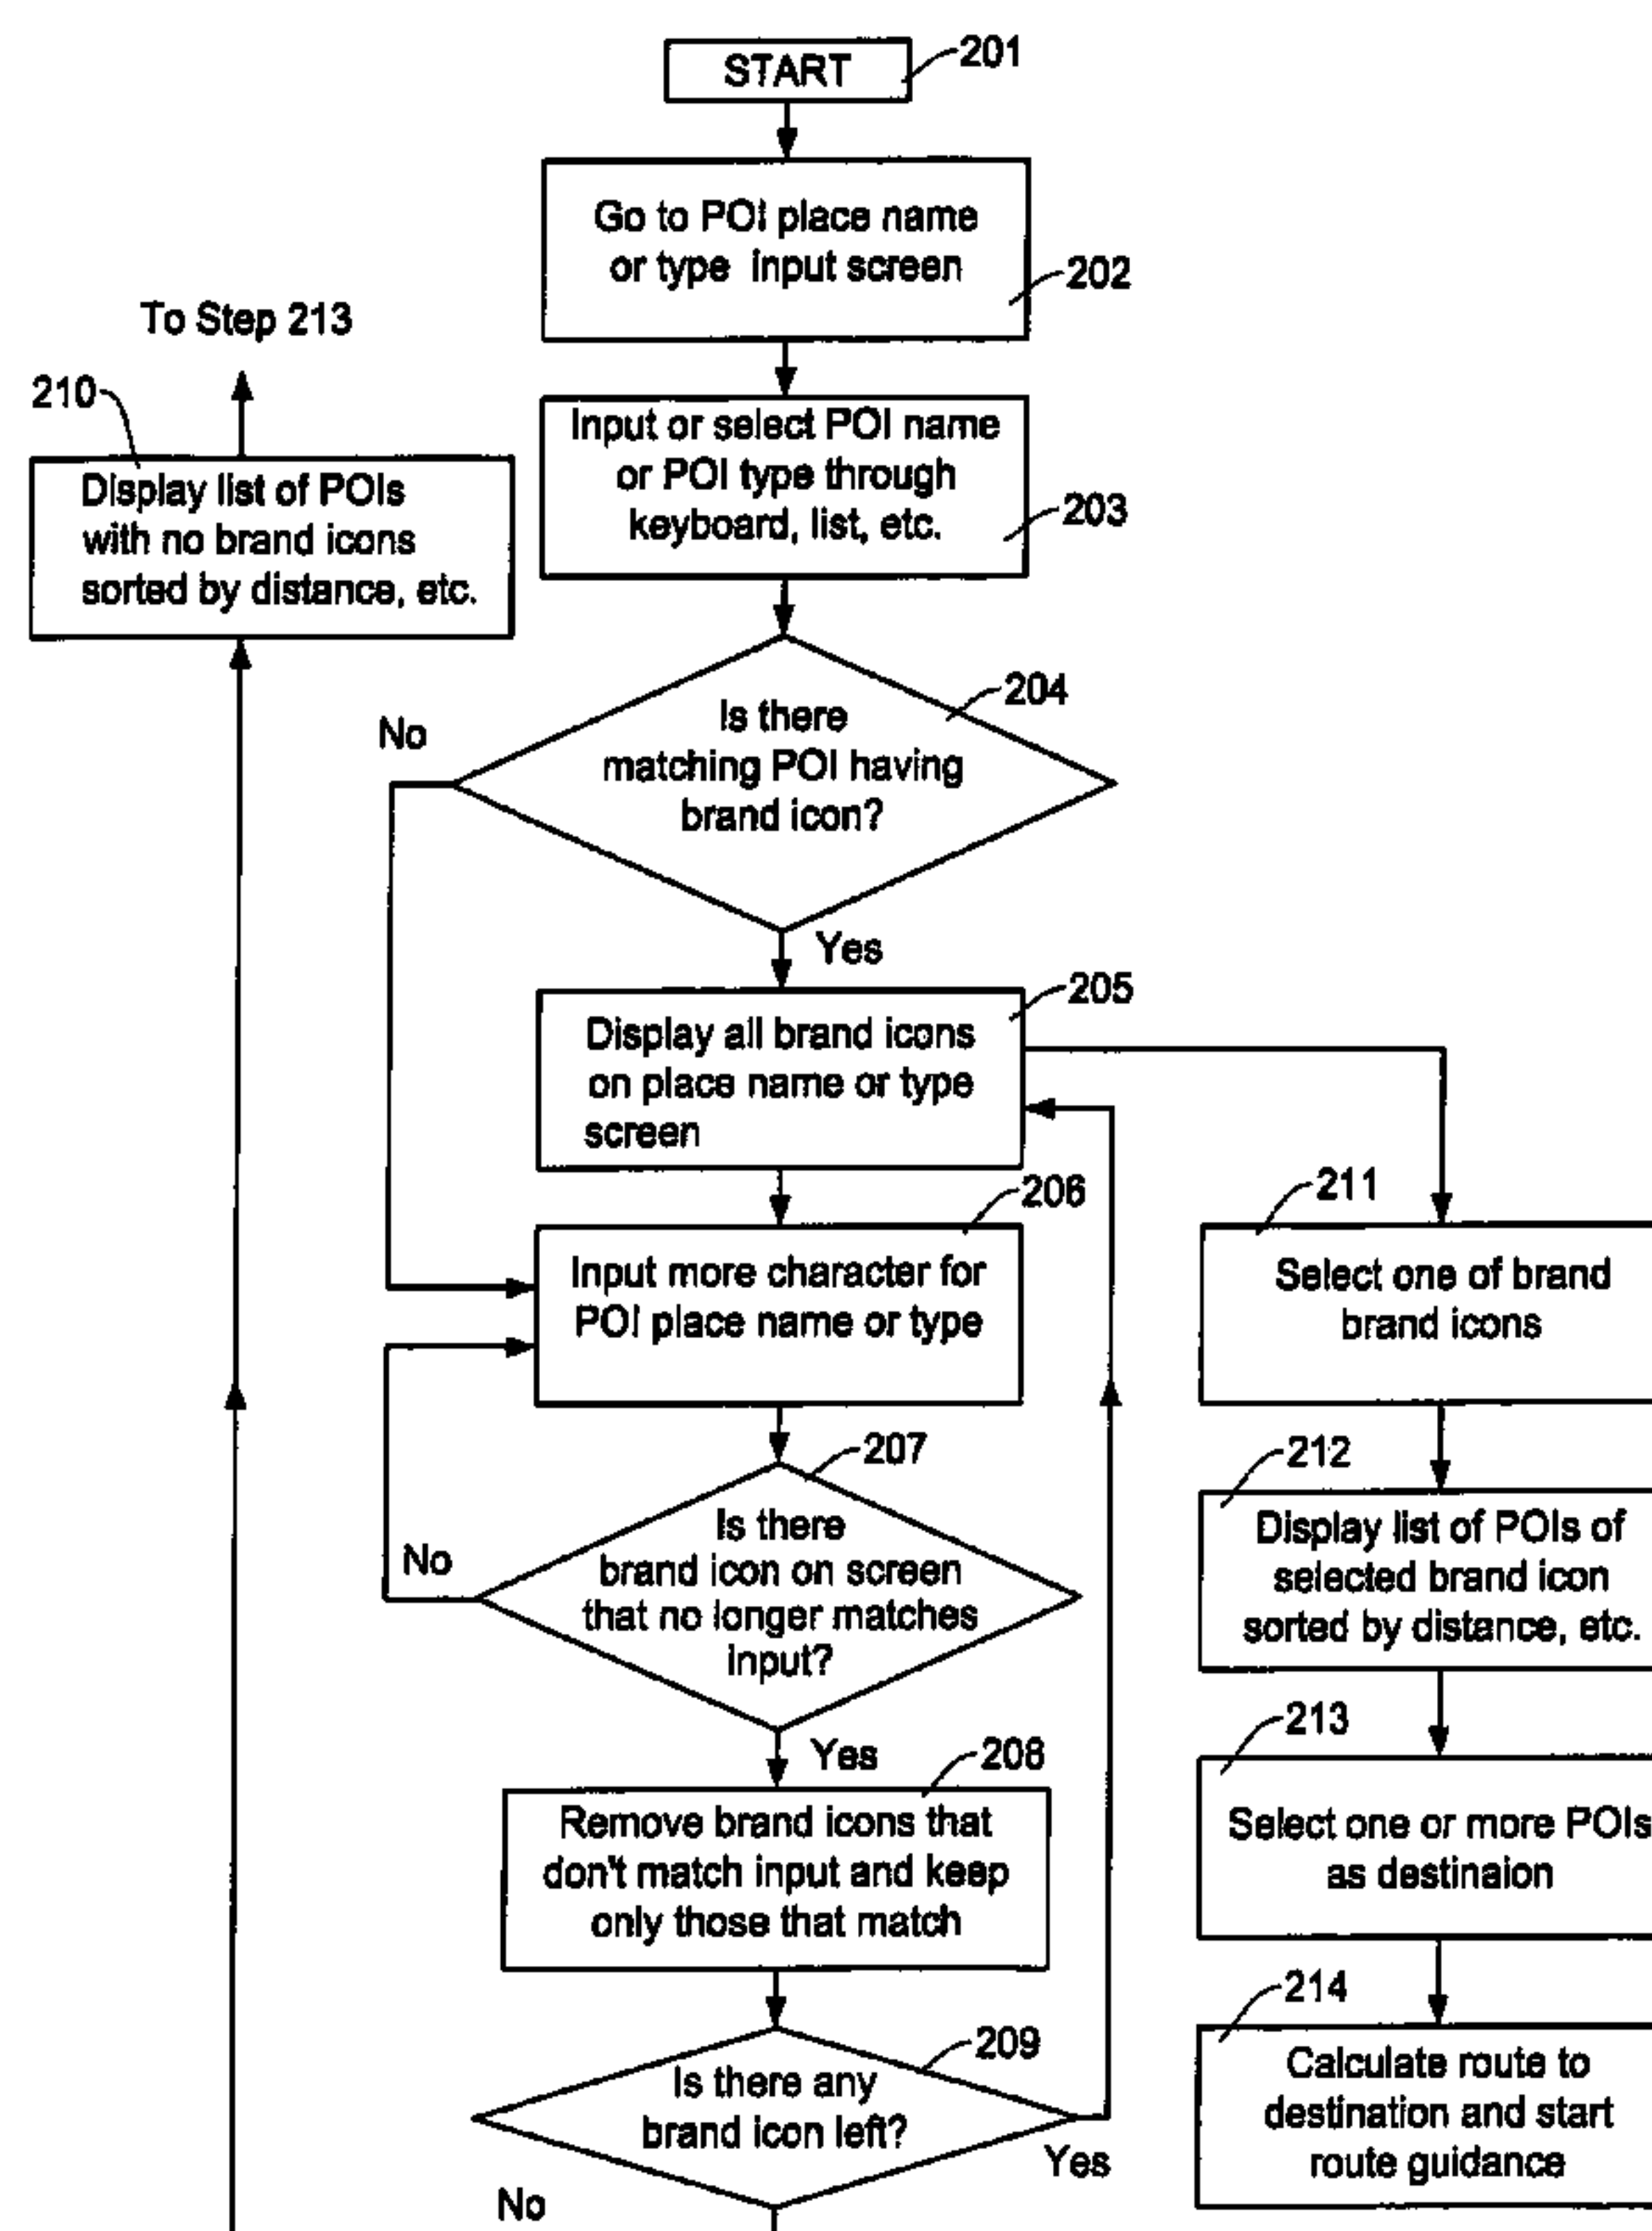 START
201
Go to POI place name
or type input screen
202
To Step 213
210
Display list of POIs
with no brand icons
sorted by distance, etc.
Input or select POI name
or POI type through
keyboard, list, etc.
203
204
Is there
matching POI having
brand icon?
No
Yes
205
Display all brand icons
on place name or type
screen
206
Input more character for
POI place name or type
207
Is there
brand icon on screen
that no longer matches
input?
No
Yes
208
Remove brand icons that
don't match input and keep
only those that match
209
Is there any
brand icon left?
Yes
No
211
Select one of brand
brand icons
212
Display list of POIs of
selected brand icon
sorted by distance, etc.
213
Select one or more POIs
as destinaion
214
Calculate route to
destination and start
route guidance